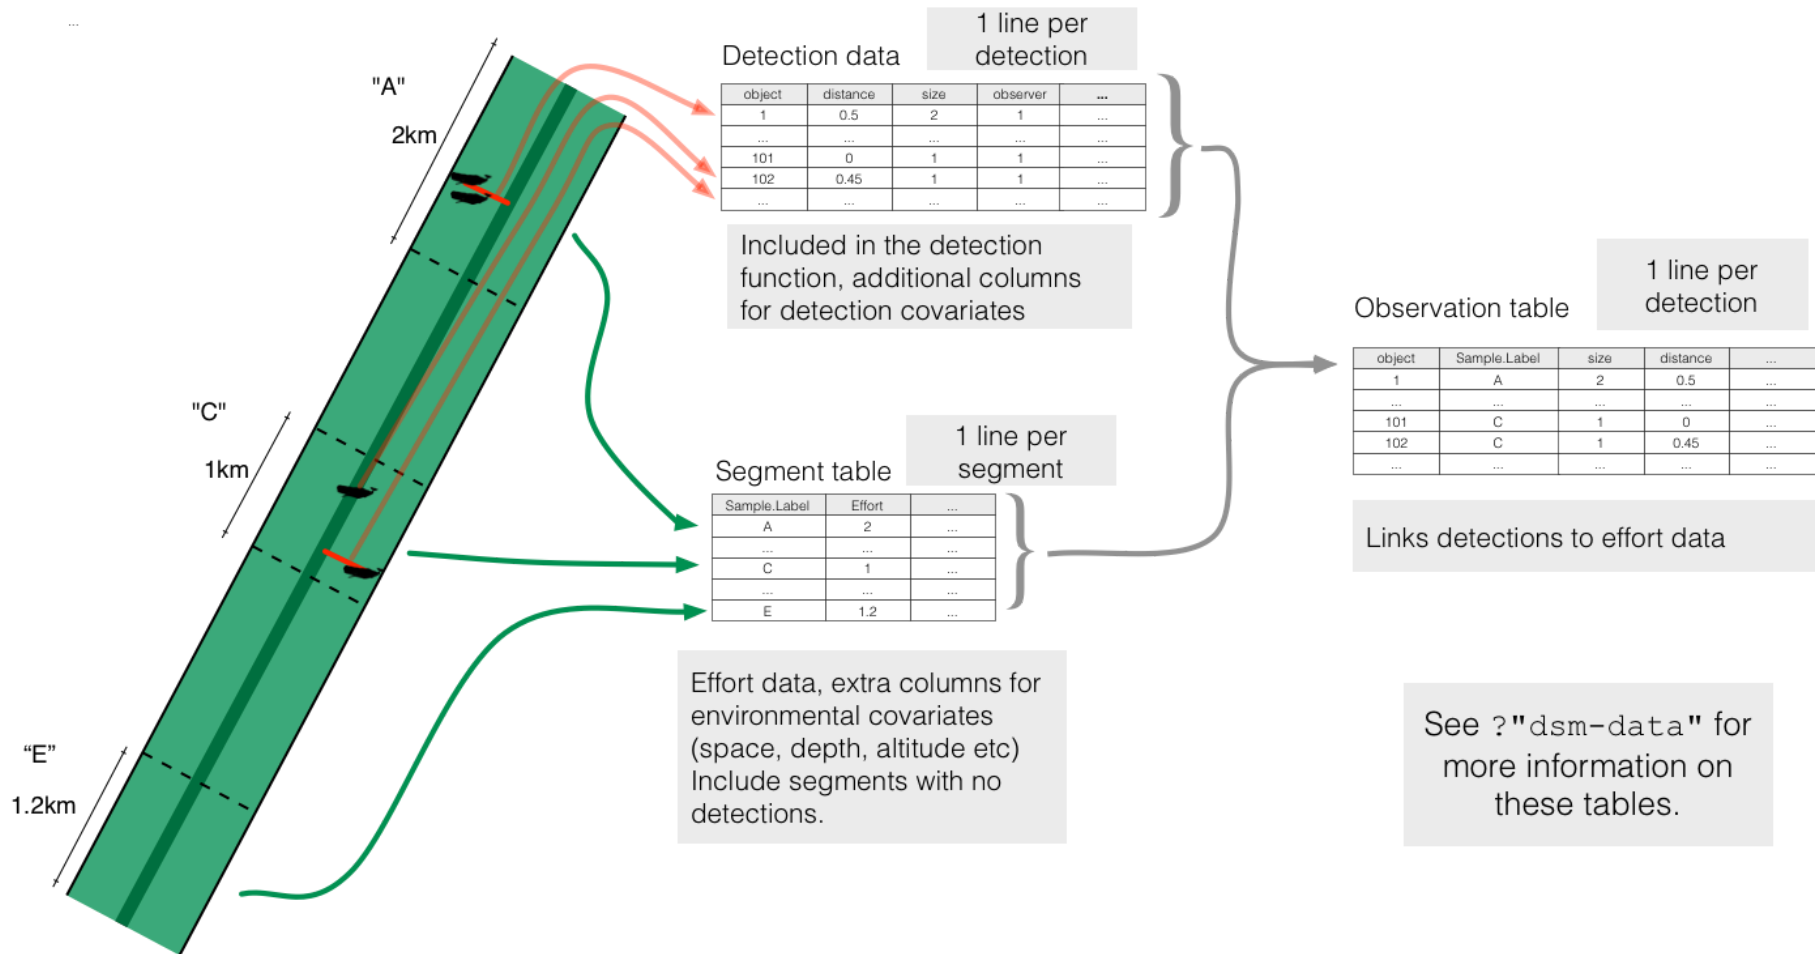 ...
"A"
2km
"C"
1km
“E”
1.2km
Detection data
1 line per
detection
object distance size observer ...
1 0.5 2 1 ...
... ... ... ... ...
101 0 1 1 ...
102 0.45 1 1 ...
... ... ... ... ...
Included in the detection
function, additional columns
for detection covariates
Segment table
1 line per
segment
Sample.Label Effort ...
A 2 ...
... ... ...
C 1 ...
... ... ...
E 1.2 ...
Effort data, extra columns for
environmental covariates
(space, depth, altitude etc)
Include segments with no
detections.
Observation table
1 line per
detection
object Sample.Label size distance ...
1 A 2 0.5 ...
... ... ... ... ...
101 C 1 0 ...
102 C 1 0.45 ...
... ... ... ... ...
Links detections to effort data
See ?"dsm-data" for
more information on
these tables.